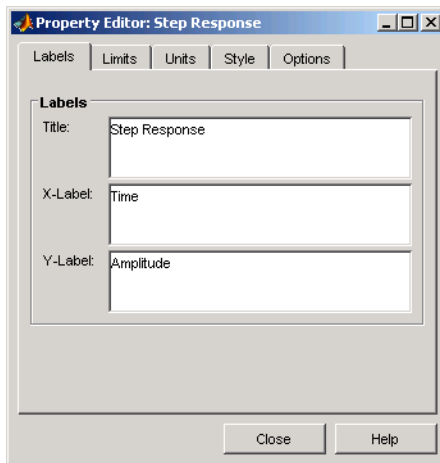 Property Editor: Step Response
Labels Limits Units Style Options
Labels
Title: Step Response
X-Label: Time
Y-Label: Amplitude
Close Help